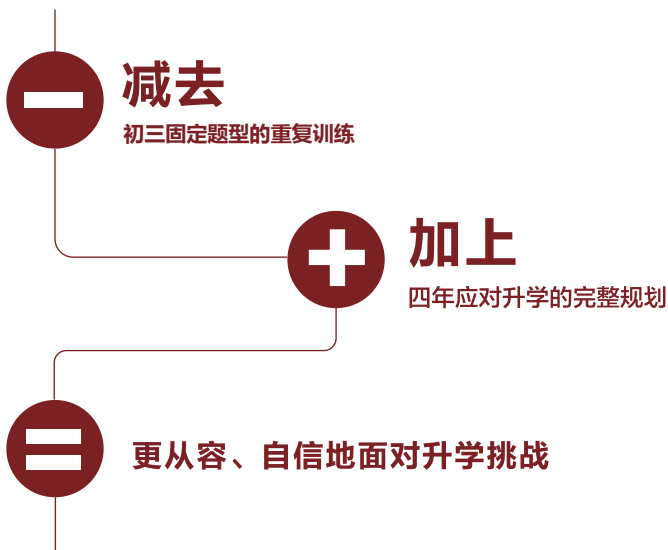 减去
初三固定题型的重复训练
加上
四年应对升学的完整规划
更从容、自信地面对升学挑战